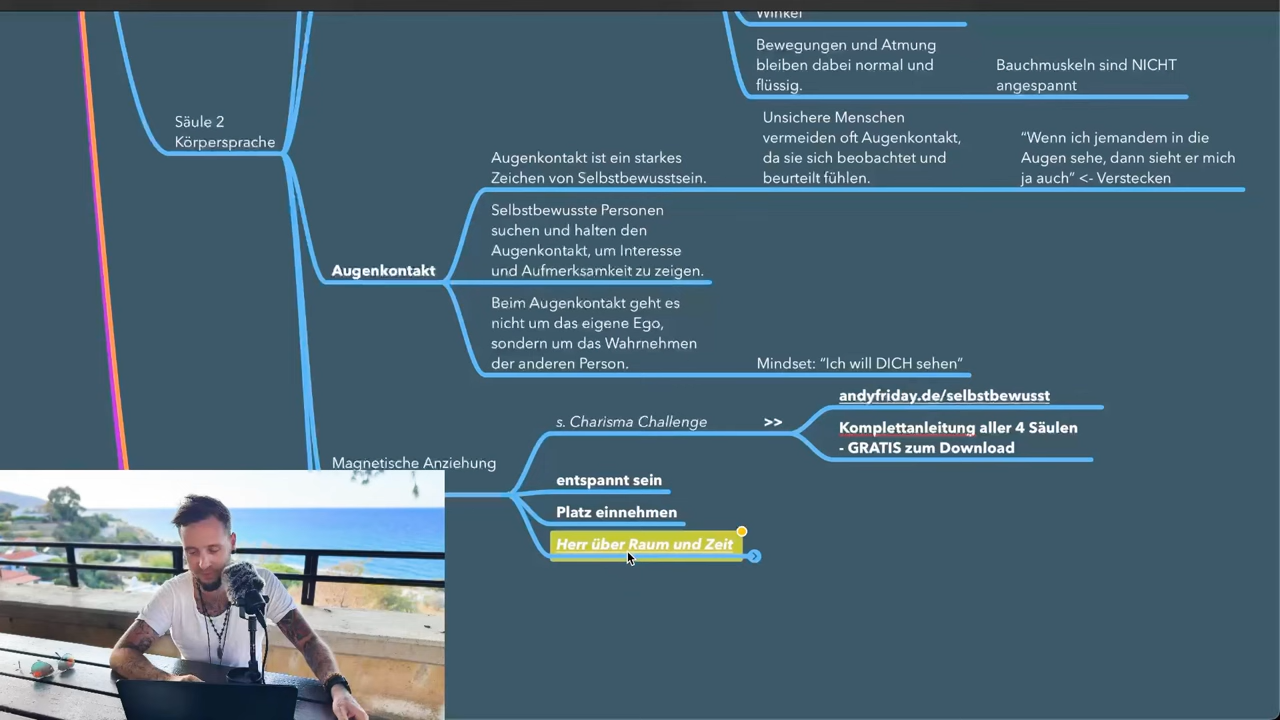 Winkel
Bewegungen und Atmung
bleiben dabei normal und
flüssig.
Bauchmuskeln sind NICHT
angespannt
Säule 2
Körpersprache
Unsichere Menschen
vermeiden oft Augenkontakt,
da sie sich beobachtet und
beurteilt fühlen.
“Wenn ich jemandem in die
Augen sehe, dann sieht er mich
ja auch” <- Verstecken
Augenkontakt ist ein starkes
Zeichen von Selbstbewusstsein.
Selbstbewusste Personen
suchen und halten den
Augenkontakt, um Interesse
und Aufmerksamkeit zu zeigen.
Augenkontakt
Beim Augenkontakt geht es
nicht um das eigene Ego,
sondern um das Wahrnehmen
der anderen Person.
Mindset: “Ich will DICH sehen”
andyfriday.de/selbstbewusst
s. Charisma Challenge
>>
Komplettanleitung aller 4 Säulen
- GRATIS zum Download
Magnetische Anziehung
entspannt sein
Platz einnehmen
Herr über Raum und Zeit